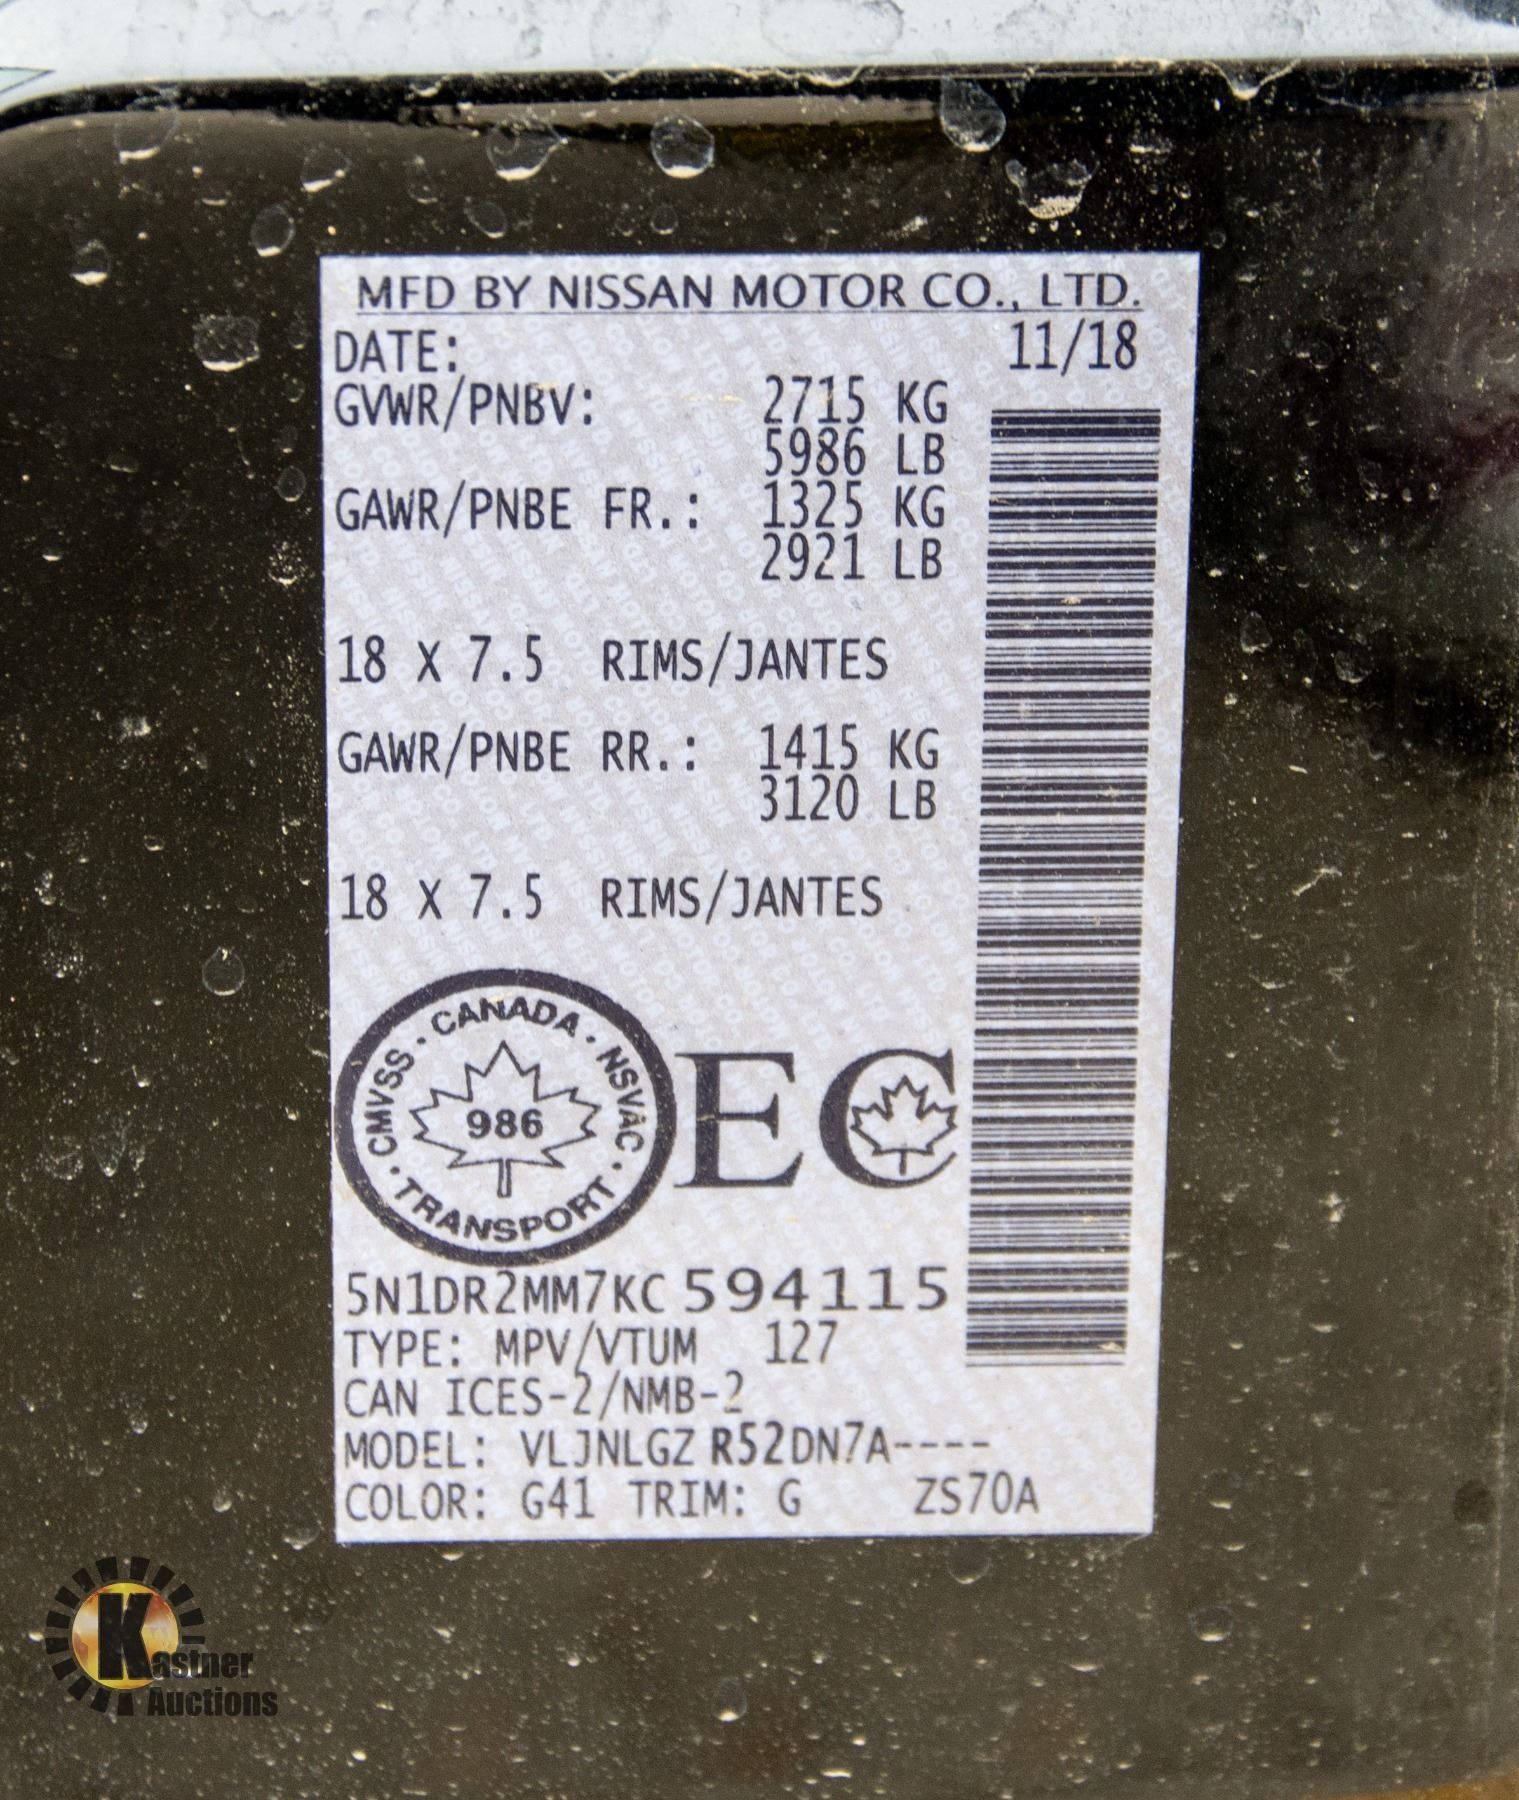 MFD BY NISSAN MOTOR CO., LTD.
DATE: 11/18
GVWR/PNBV: 2715 KG
5986 LB
GAWR/PNBE FR.: 1325 KG
2921 LB
18 X 7.5 RIMS/JANTES
GAWR/PNBE RR.: 1415 KG
3120 LB
18 X 7.5 RIMS/JANTES
CMVSS · CANADA · NSVAC · TRANSPORT ·
986
EC
5N1DR2MM7KC594115
TYPE: MPV/VTUM 127
CAN ICES-2/NMB-2
MODEL: VLJNLGZ R52DN7A----
COLOR: G41 TRIM: G ZS70A
Kastner
Auctions